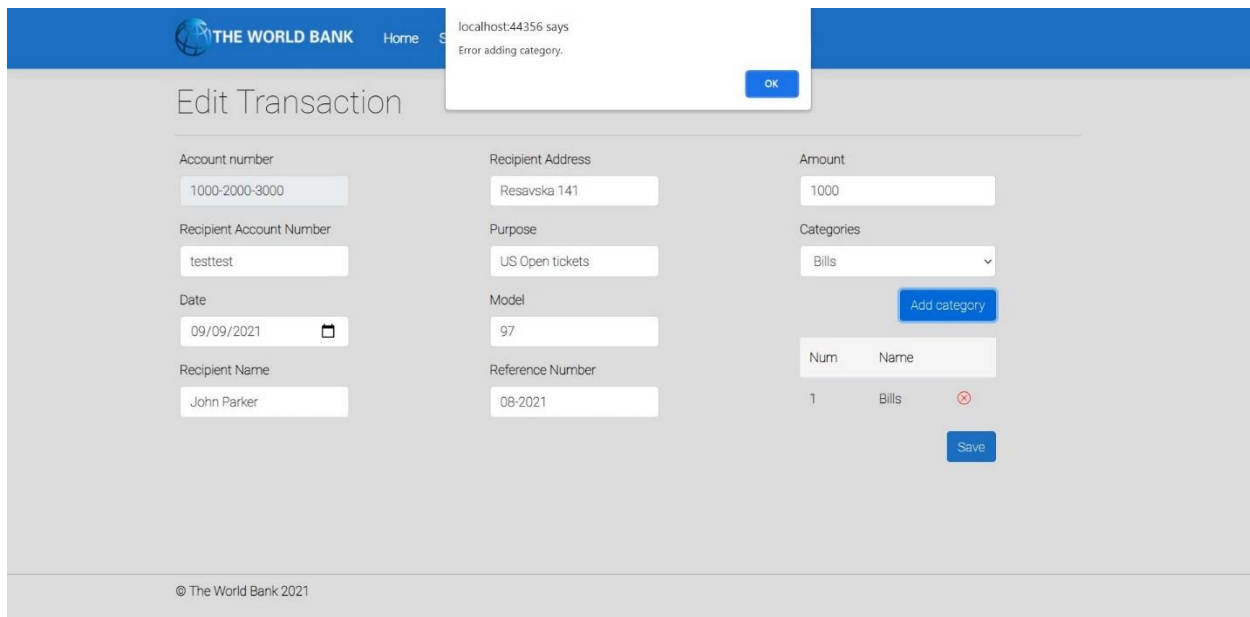 THE WORLD BANK
Home S
localhost:44356 says
Error adding category.
OK
Edit Transaction
Account number
1000-2000-3000
Recipient Account Number
testtest
Date
09/09/2021
Recipient Name
John Parker
Recipient Address
Resavska 141
Purpose
US Open tickets
Model
97
Reference Number
08-2021
Amount
1000
Categories
Bills
Add category
Num Name
1 Bills
Save
© The World Bank 2021